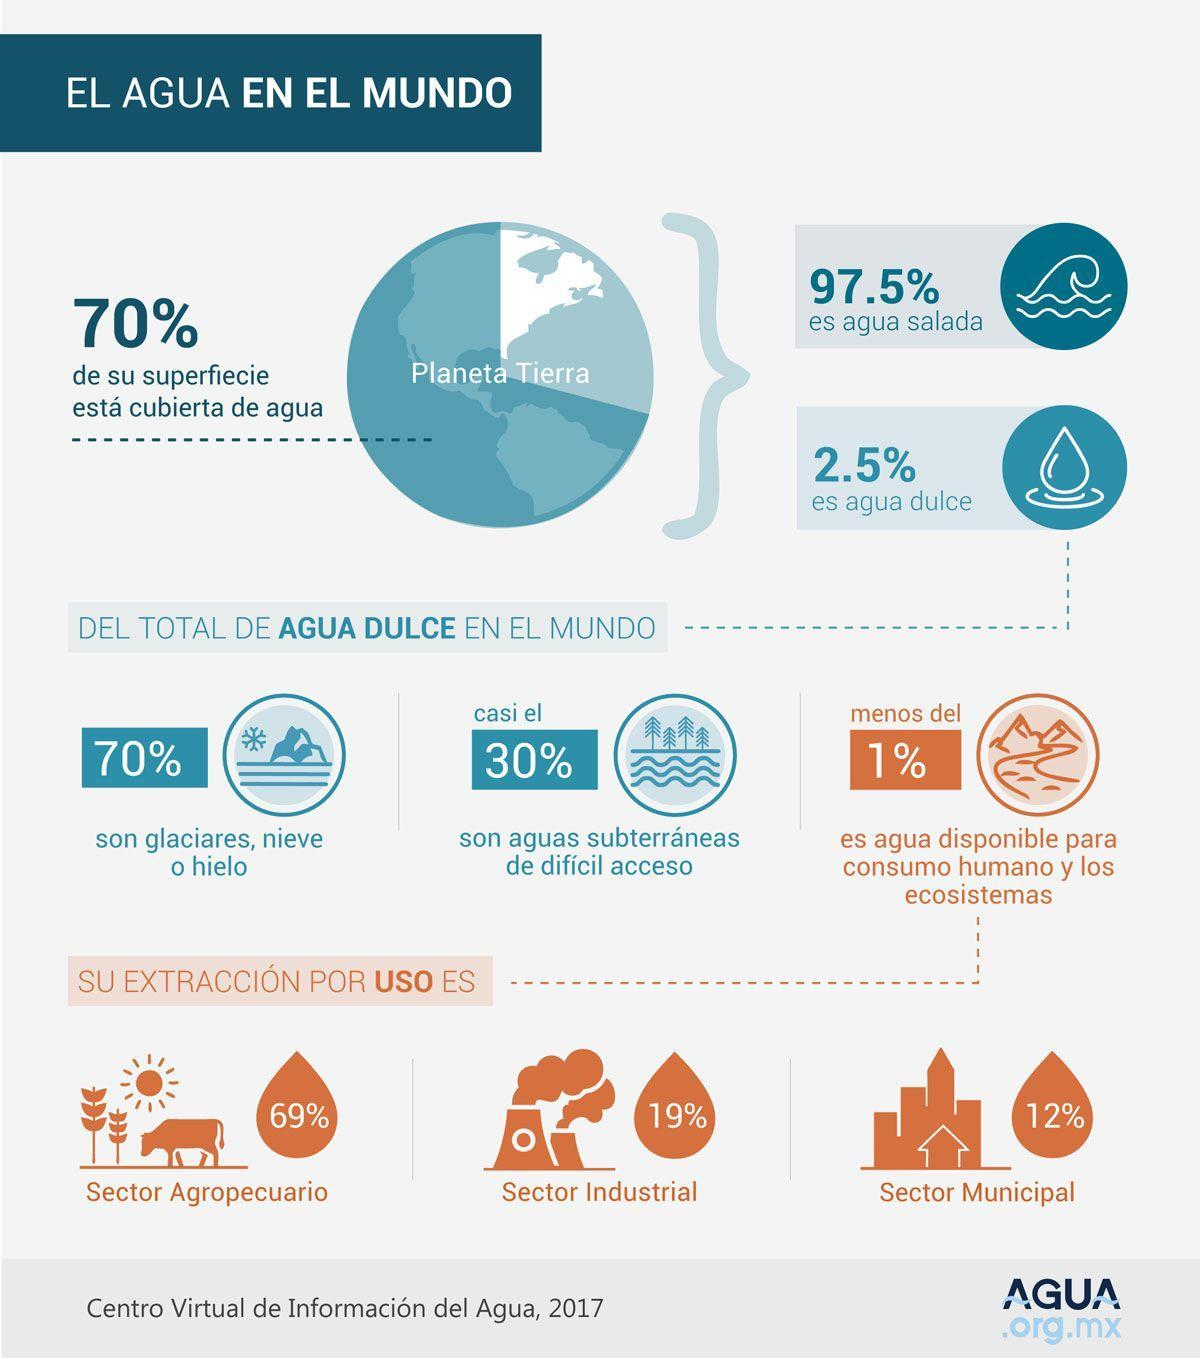 EL AGUA EN EL MUNDO
70%
de su superfiecie
está cubierta de agua
Planeta Tierra
97.5%
es agua salada
2.5%
es agua dulce
DEL TOTAL DE AGUA DULCE EN EL MUNDO
70%
son glaciares, nieve
o hielo
casi el
30%
son aguas subterráneas
de difícil acceso
menos del
1%
es agua disponible para
consumo humano y los
ecosistemas
SU EXTRACCIÓN POR USO ES
69%
Sector Agropecuario
19%
Sector Industrial
12%
Sector Municipal
Centro Virtual de Información del Agua, 2017
AGUA
.org.mx